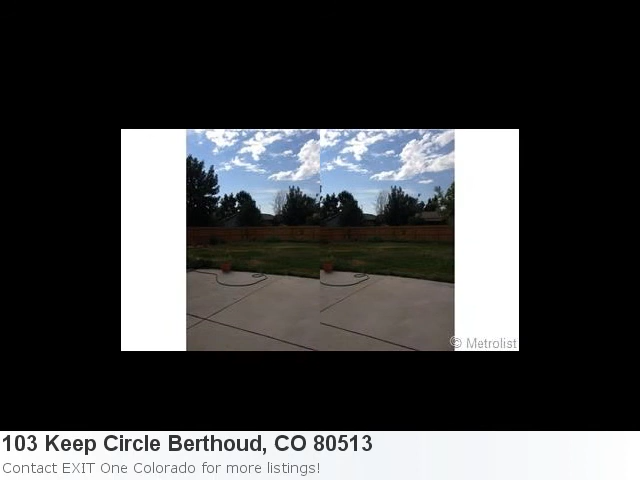 © Metrolist
103 Keep Circle Berthoud, CO 80513
Contact EXIT One Colorado for more listings!